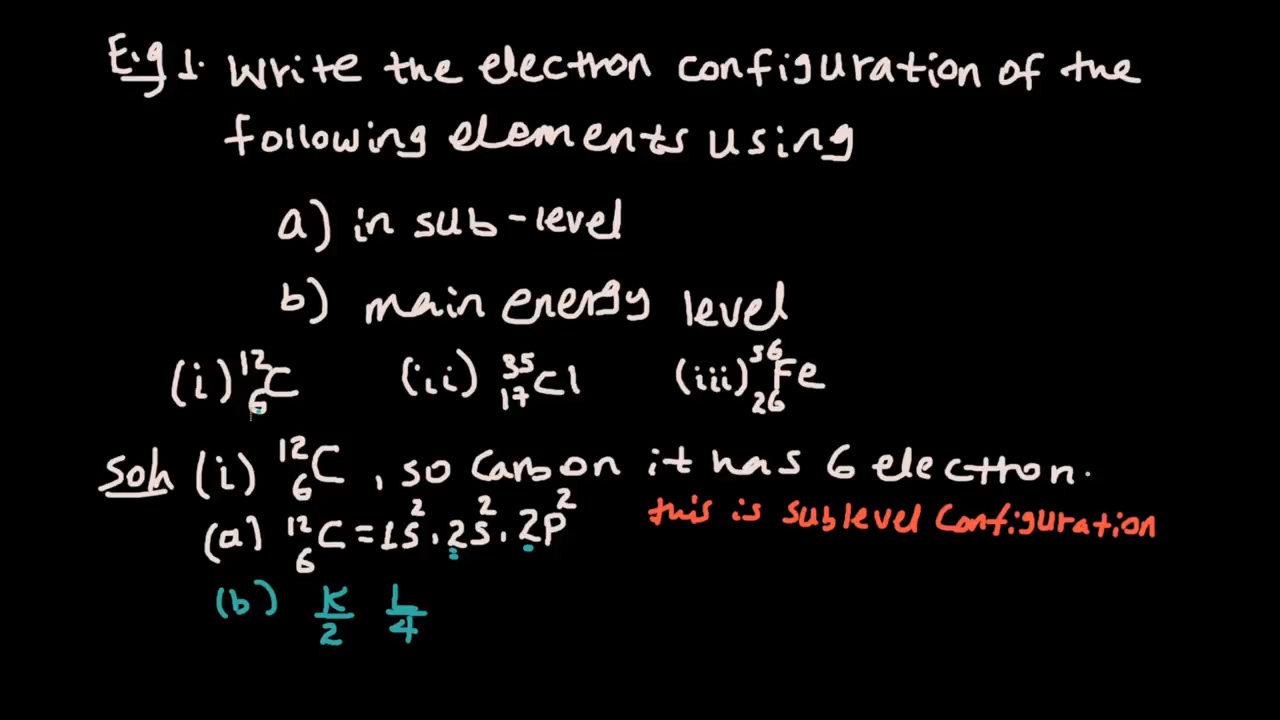 E.g 1. Write the electron configuration of the
following elements using
a) in sub-level
b) main energy level
(i) ¹²₆C (ii) ³⁵₁₇Cl (iii) ⁵⁶₂₆Fe
Soln (i) ¹²₆C, so Carbon it has 6 electron.
(a) ¹²₆C = 1S².2S².2P² this is sublevel Configuration
(b) K/2 L/4